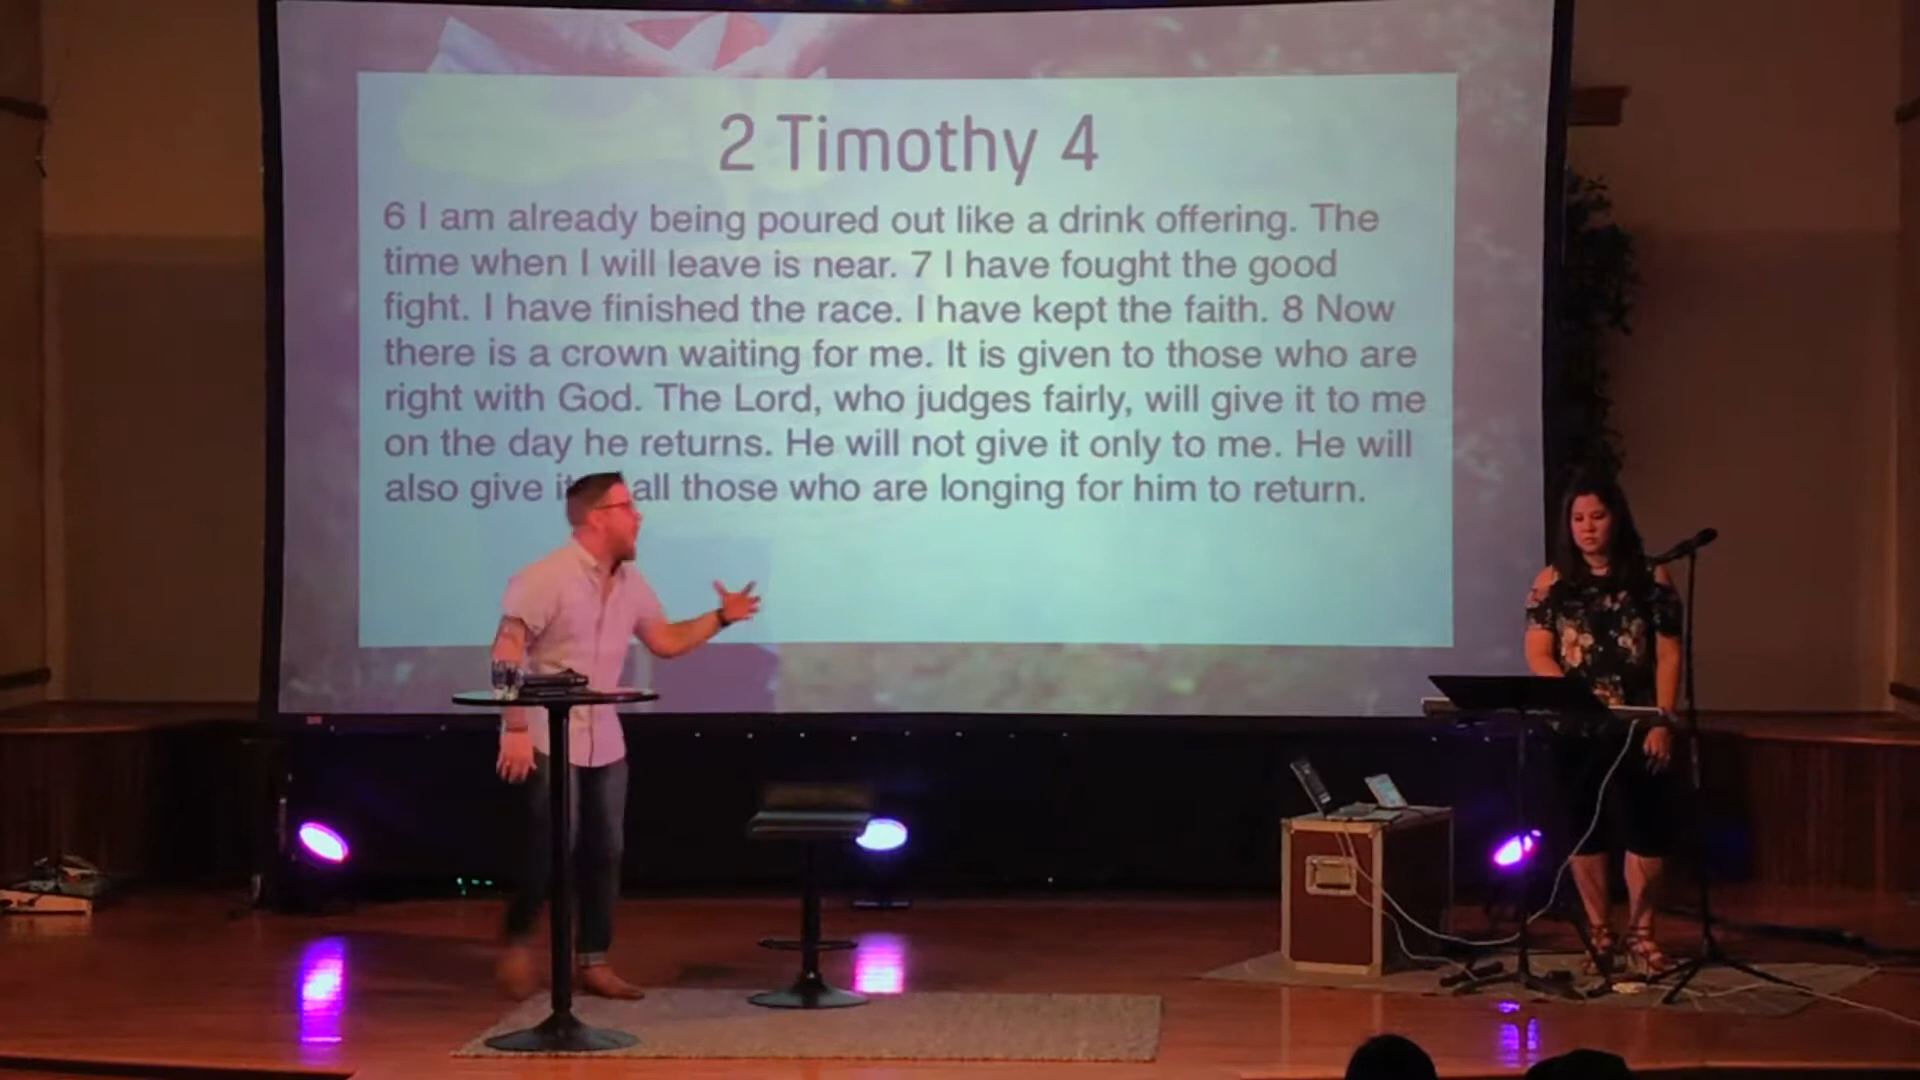 2 Timothy 4
6 I am already being poured out like a drink offering. The
time when I will leave is near. 7 I have fought the good
fight. I have finished the race. I have kept the faith. 8 Now
there is a crown waiting for me. It is given to those who are
right with God. The Lord, who judges fairly, will give it to me
on the day he returns. He will not give it only to me. He will
also give all those who are longing for him to return.